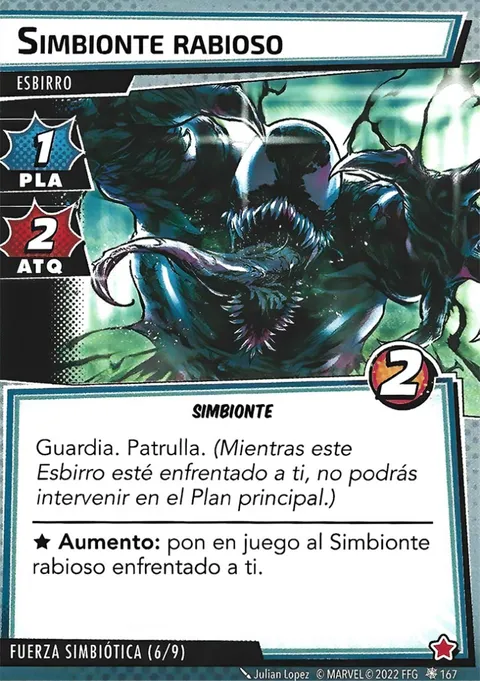 SIMBIONTE RABIOSO
ESBIRRO
1
PLA
2
ATQ
2
SIMBIONTE
Guardia. Patrulla. (Mientras este
Esbirro esté enfrentado a ti, no podrás
intervenir en el Plan principal.)
★ Aumento: pon en juego al Simbionte
rabioso enfrentado a ti.
FUERZA SIMBIÓTICA (6/9)
Julian Lopez © MARVEL © 2022 FFG 167